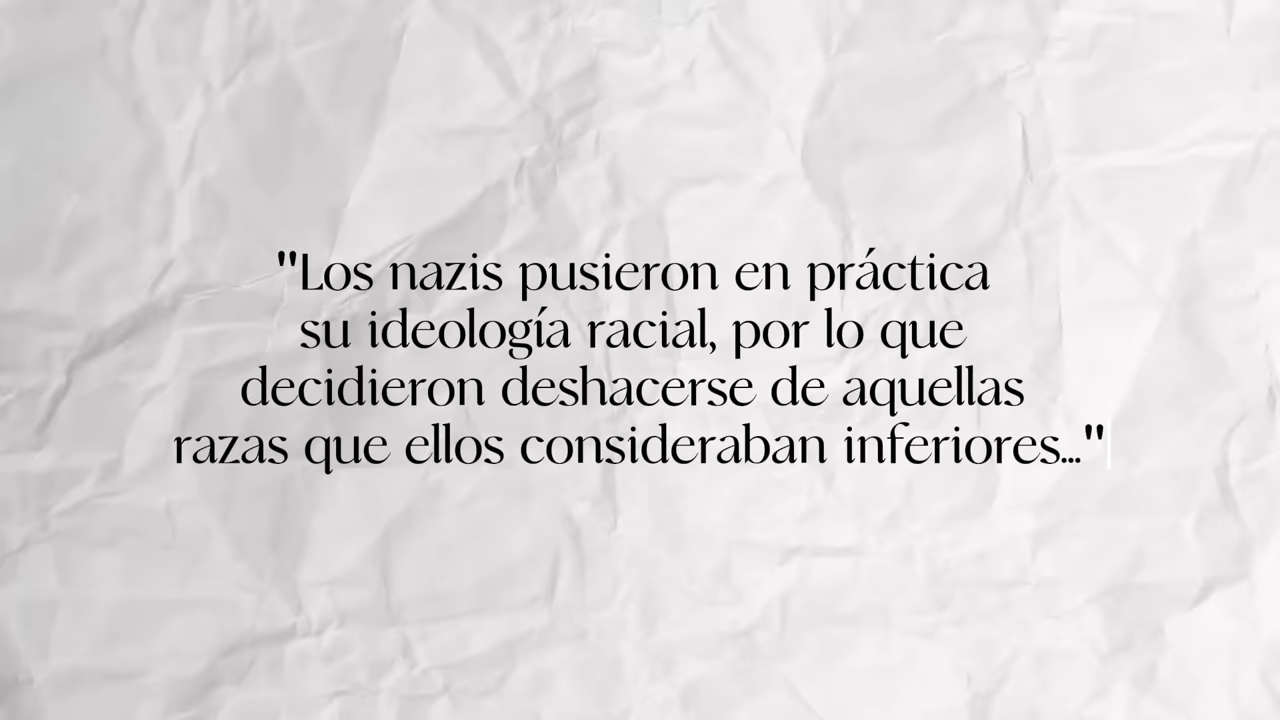 "Los nazis pusieron en práctica
su ideología racial, por lo que
decidieron deshacerse de aquellas
razas que ellos consideraban inferiores..."